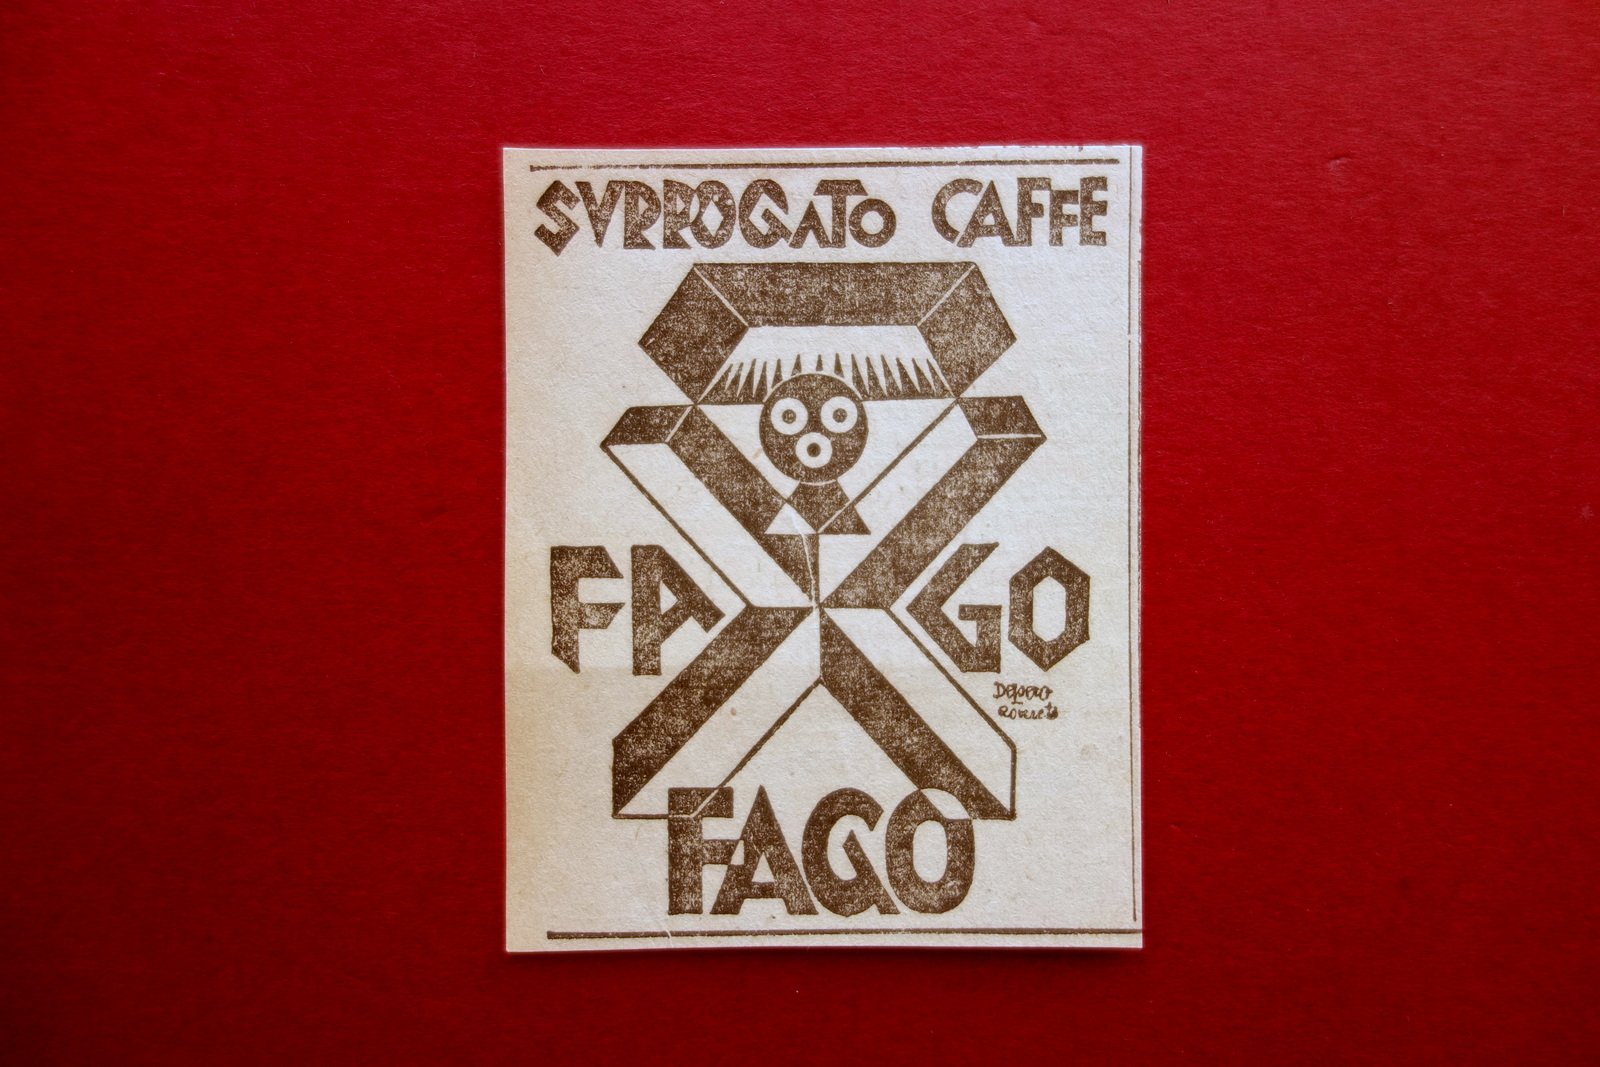 SVRROGATO CAFFE
FA GO
Depero
Rovereto
FAGO